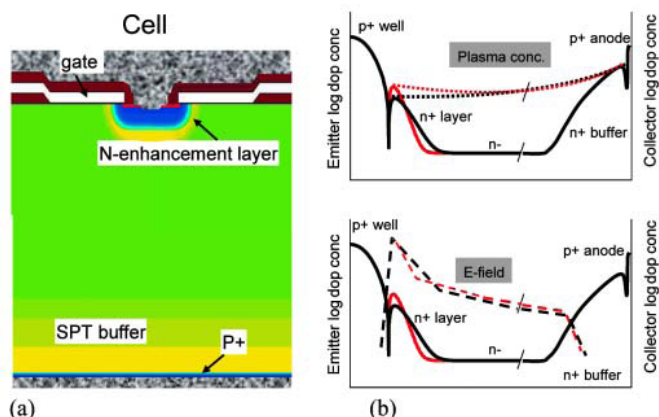 Cell
gate
N-enhancement layer
SPT buffer
P+
(a)
Emitter log dop conc
p+ well
Plasma conc.
p+ anode
n+ layer
n+ buffer
n-
Collector log dop conc
Emitter log dop conc
p+ well
E-field
p+ anode
n+ layer
n-
n+ buffer
Collector log dop conc
(b)